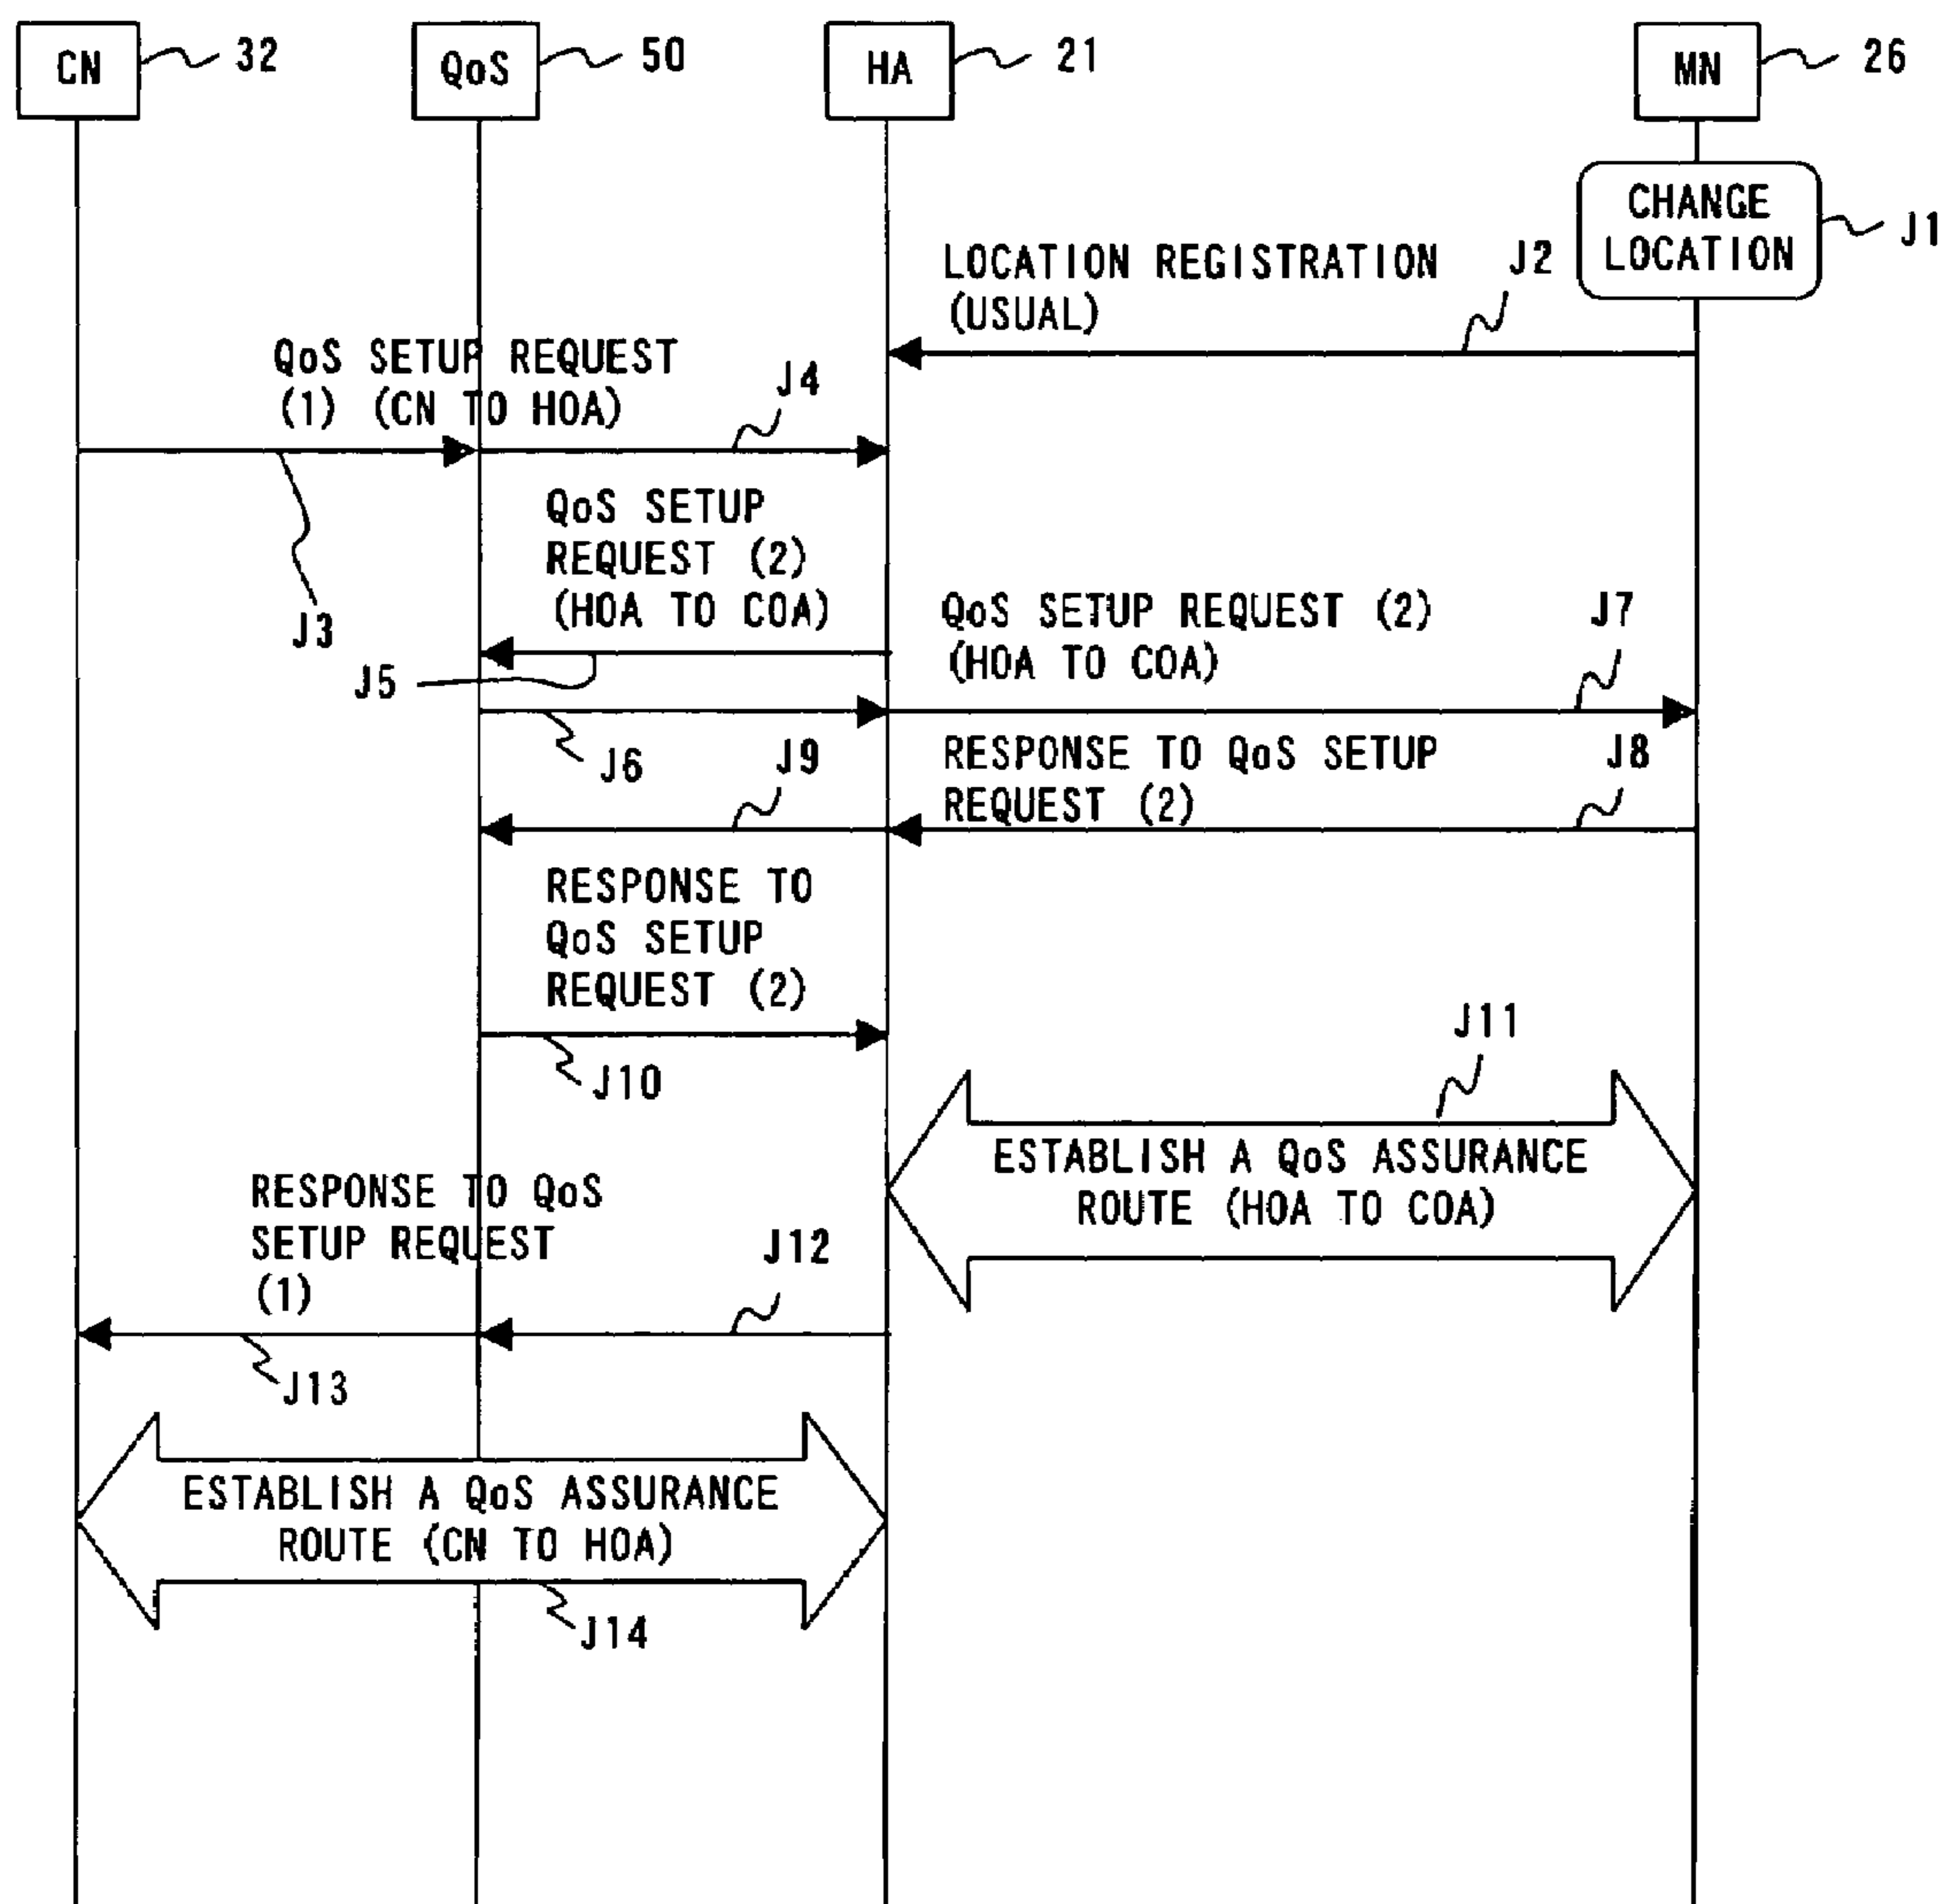 CN
32
QoS
50
HA
21
MN
26
CHANGE
LOCATION
J1
LOCATION REGISTRATION
(USUAL)
J2
QoS SETUP REQUEST
(1) (CN TO HOA)
J4
J3
QoS SETUP
REQUEST (2)
(HOA TO COA)
J5
QoS SETUP REQUEST (2)
(HOA TO COA)
J7
J6
J9
RESPONSE TO QoS SETUP
REQUEST (2)
J8
RESPONSE TO
QoS SETUP
REQUEST (2)
J10
J11
ESTABLISH A QoS ASSURANCE
ROUTE (HOA TO COA)
RESPONSE TO QoS
SETUP REQUEST
(1)
J12
J13
ESTABLISH A QoS ASSURANCE
ROUTE (CN TO HOA)
J14